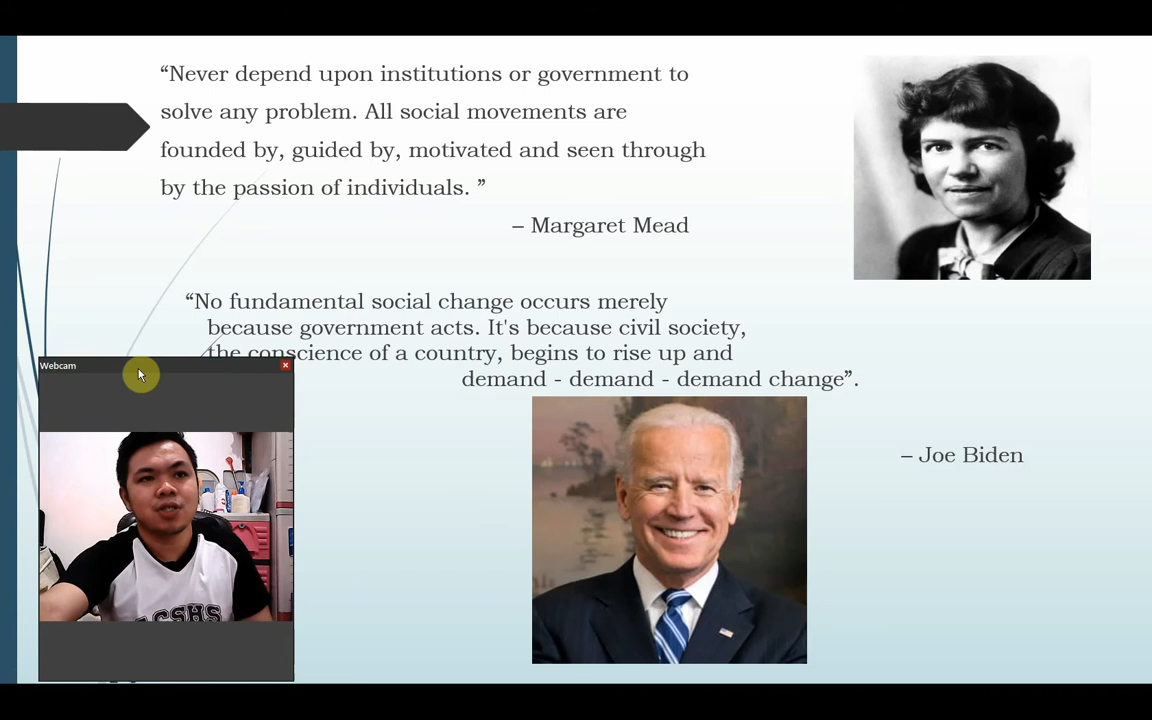 “Never depend upon institutions or government to
solve any problem. All social movements are
founded by, guided by, motivated and seen through
by the passion of individuals. ”
– Margaret Mead
“No fundamental social change occurs merely
because government acts. It's because civil society,
the conscience of a country, begins to rise up and
demand - demand - demand change”.
– Joe Biden
Webcam